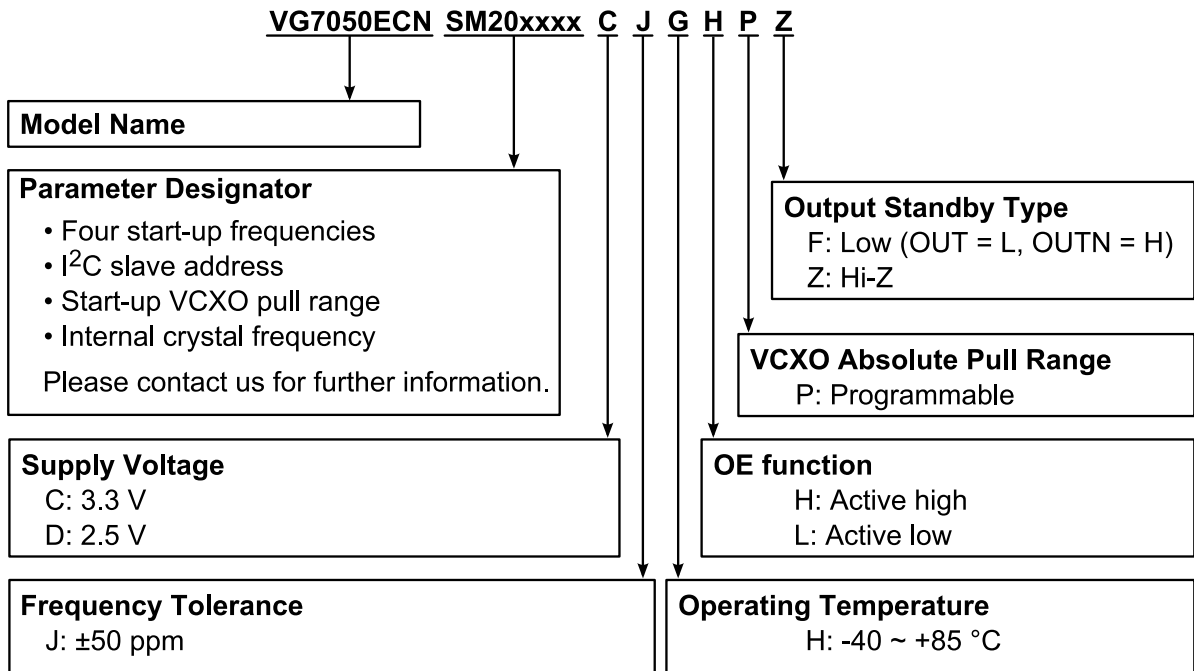 VG7050ECN SM20xxxx C J G H P Z
Model Name
Parameter Designator
• Four start-up frequencies
• I²C slave address
• Start-up VCXO pull range
• Internal crystal frequency
Please contact us for further information.
Output Standby Type
F: Low (OUT = L, OUTN = H)
Z: Hi-Z
VCXO Absolute Pull Range
P: Programmable
Supply Voltage
C: 3.3 V
D: 2.5 V
OE function
H: Active high
L: Active low
Frequency Tolerance
J: ±50 ppm
Operating Temperature
H: -40 ~ +85 °C